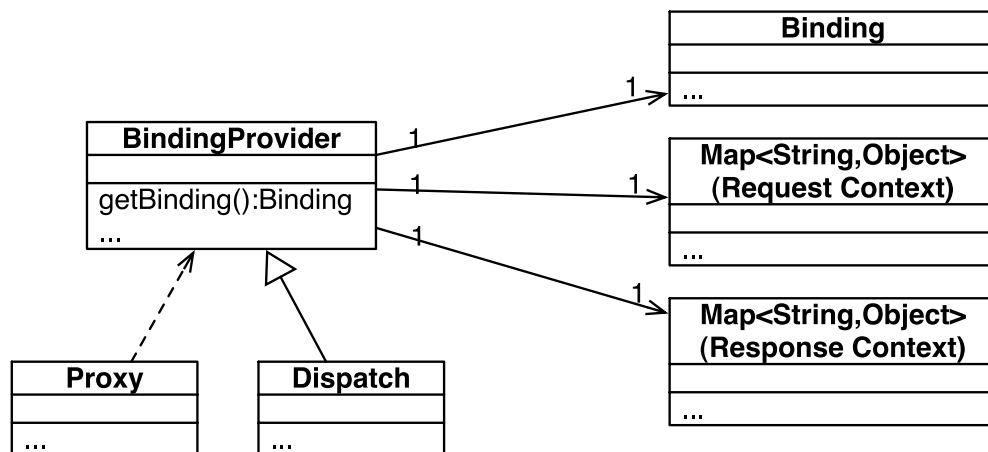 Binding
...
1
1
BindingProvider
getBinding():Binding
...
1
1
Map<String,Object>
(Request Context)
...
1
1
Map<String,Object>
(Response Context)
...
Proxy
...
Dispatch
...